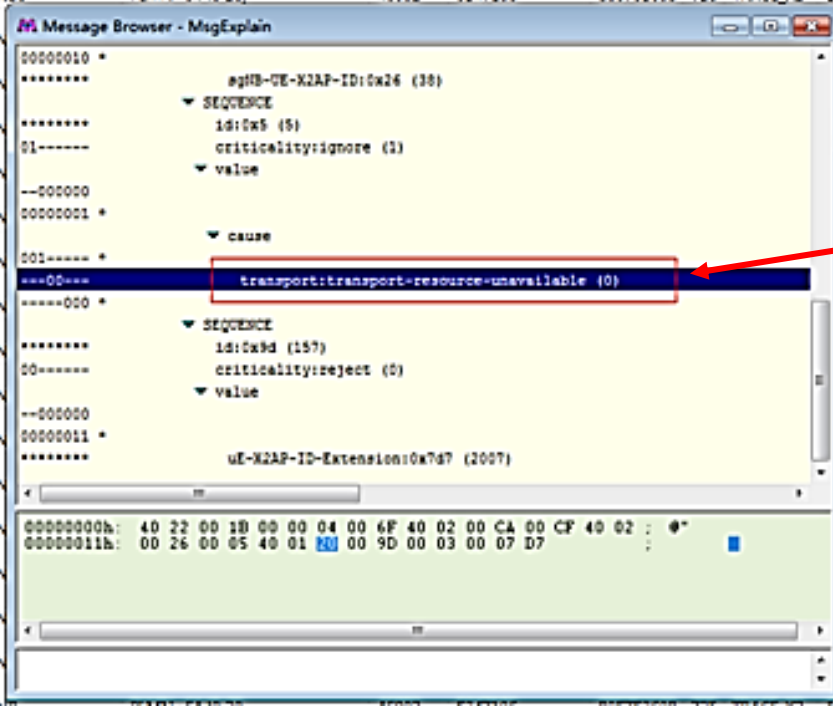 Message Browser - MsgExplain
00000010 *
******** sgNB-UE-X2AP-ID:0x26 (38)
SEQUENCE
******** id:0x5 (5)
01------ criticality:ignore (1)
value
--000000
00000001 *
cause
001----- *
---00--- transport:transport-resource-unavailable (0)
-----000 *
SEQUENCE
******** id:0x9d (157)
00------ criticality:reject (0)
value
--000000
00000011 *
******** uE-X2AP-ID-Extension:0x7d7 (2007)
00000000h: 40 22 00 1B 00 00 04 00 6F 40 02 00 CA 00 CF 40 02 ; @"
00000011h: 00 26 00 05 40 01 20 00 9D 00 03 00 07 D7 ;